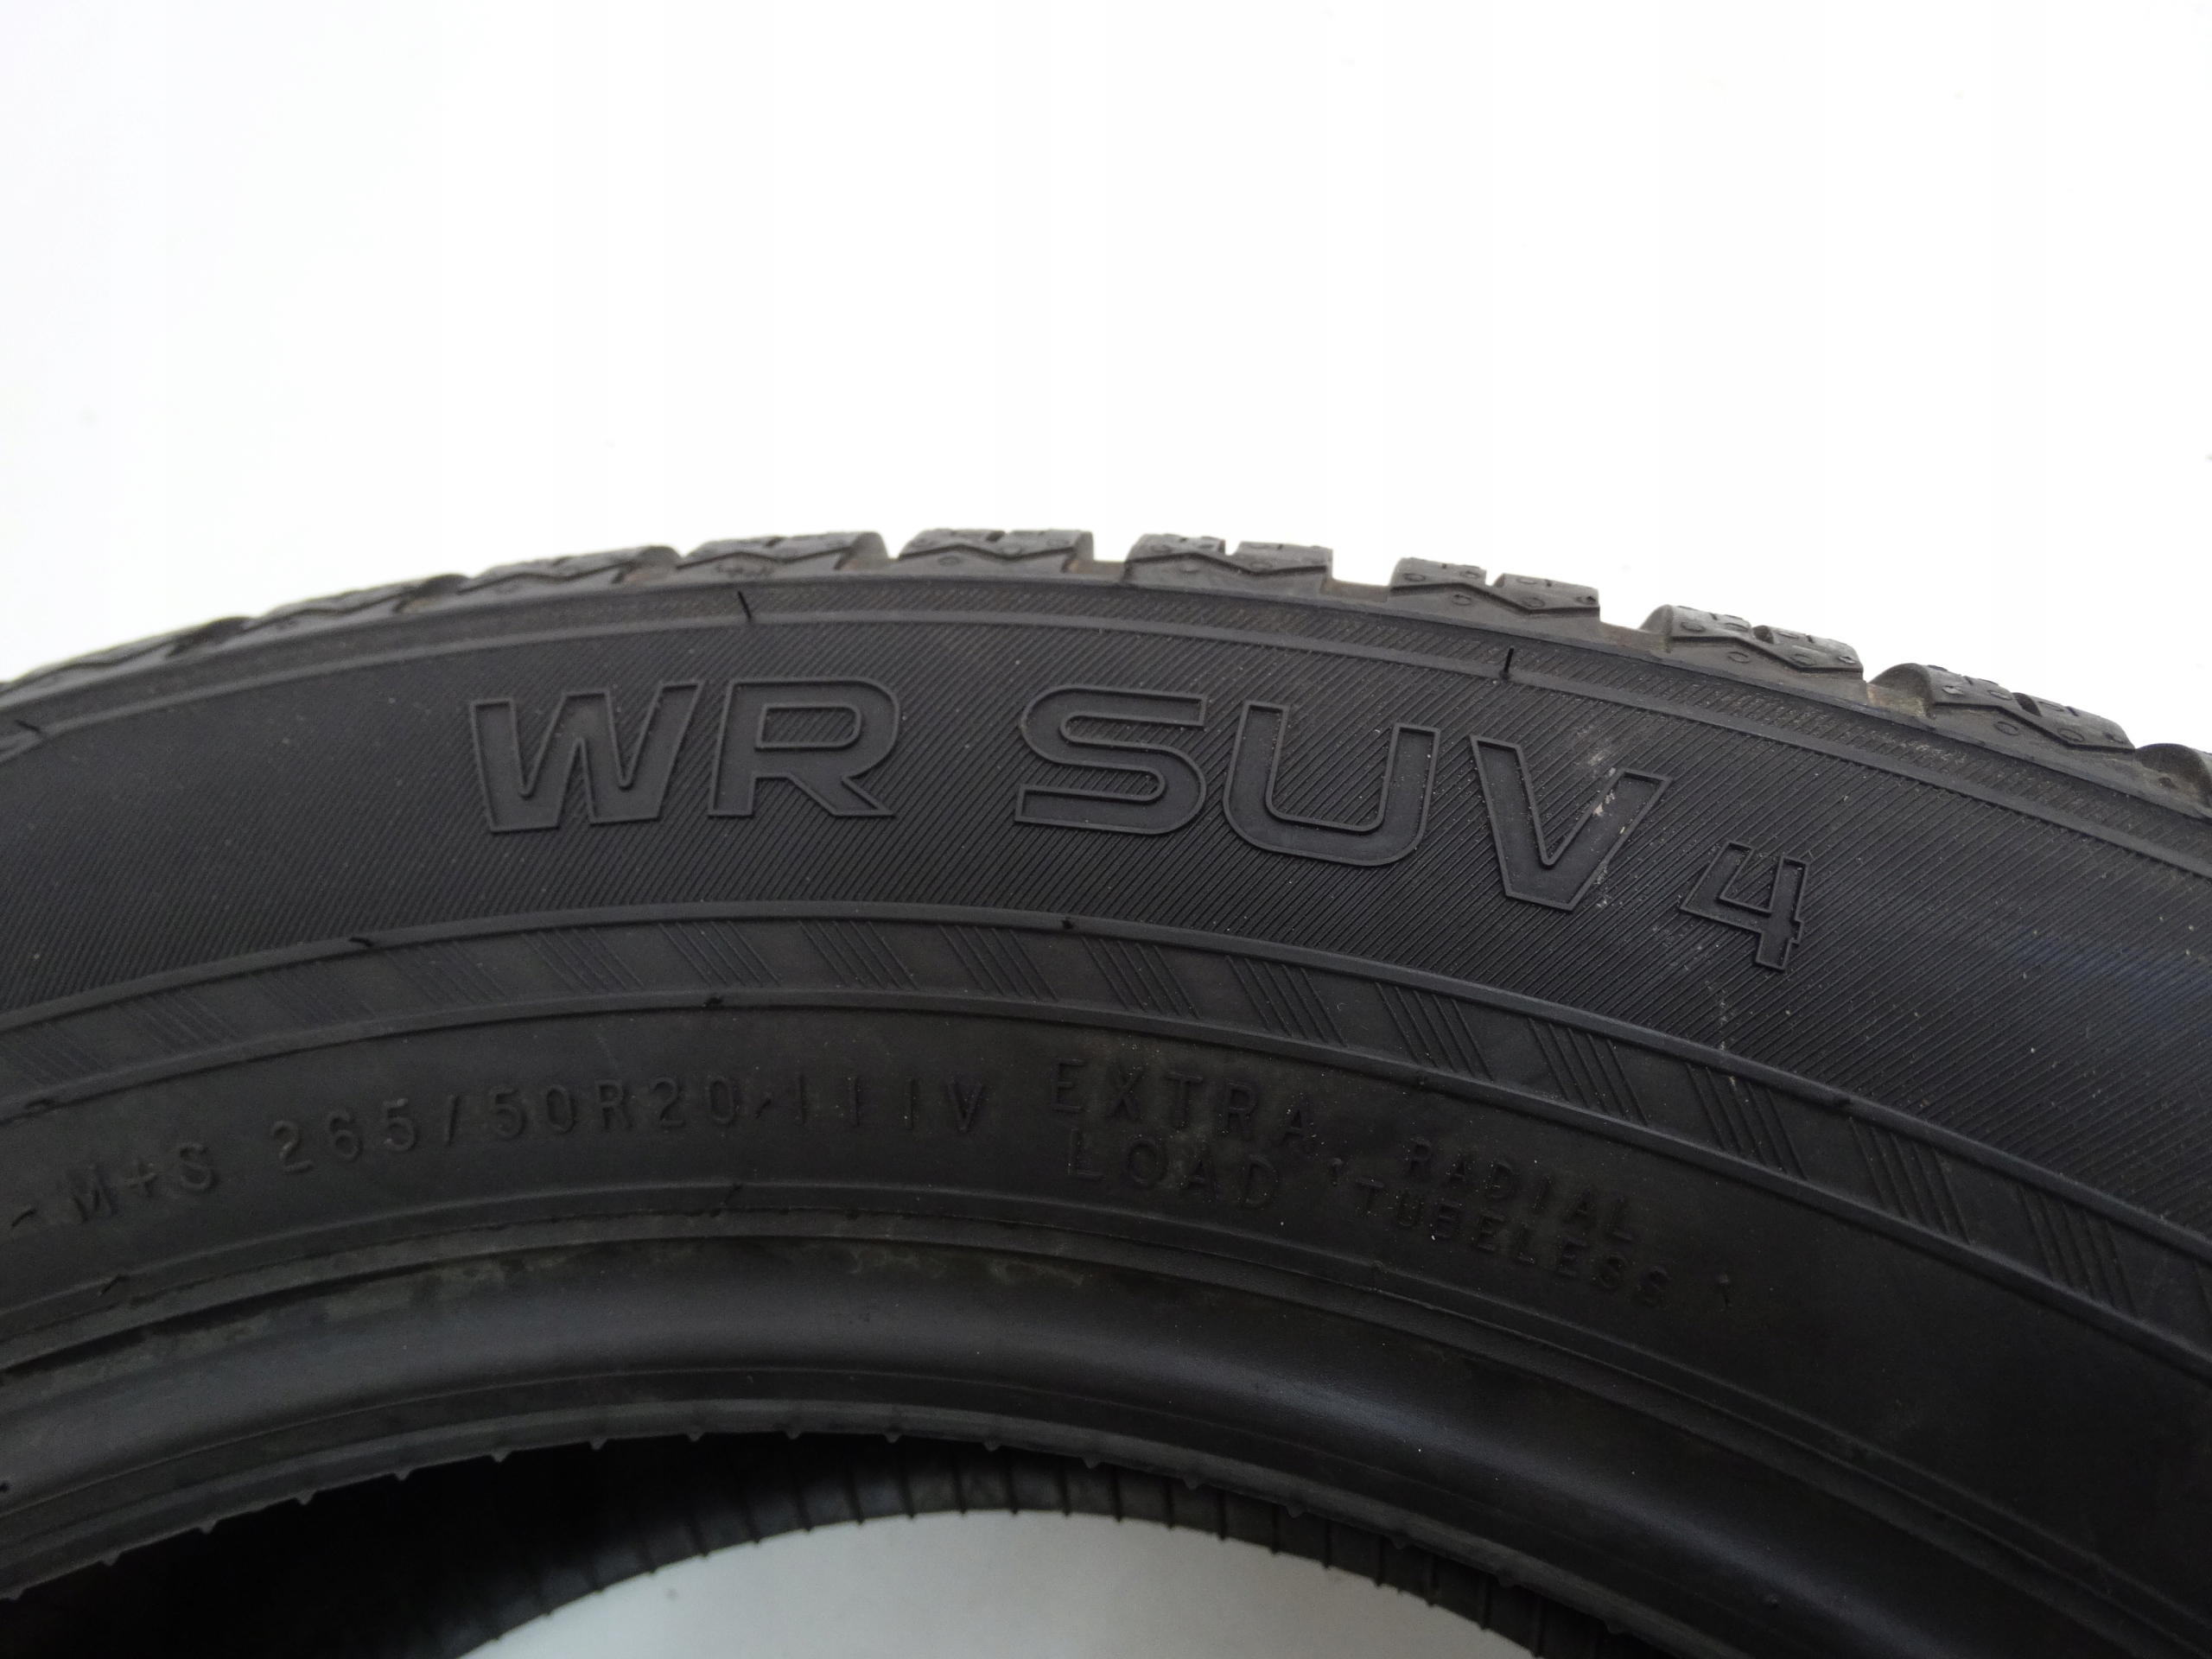 WR SUV 4
M+S 265/50R20 111V EXTRA LOAD RADIAL TUBELESS